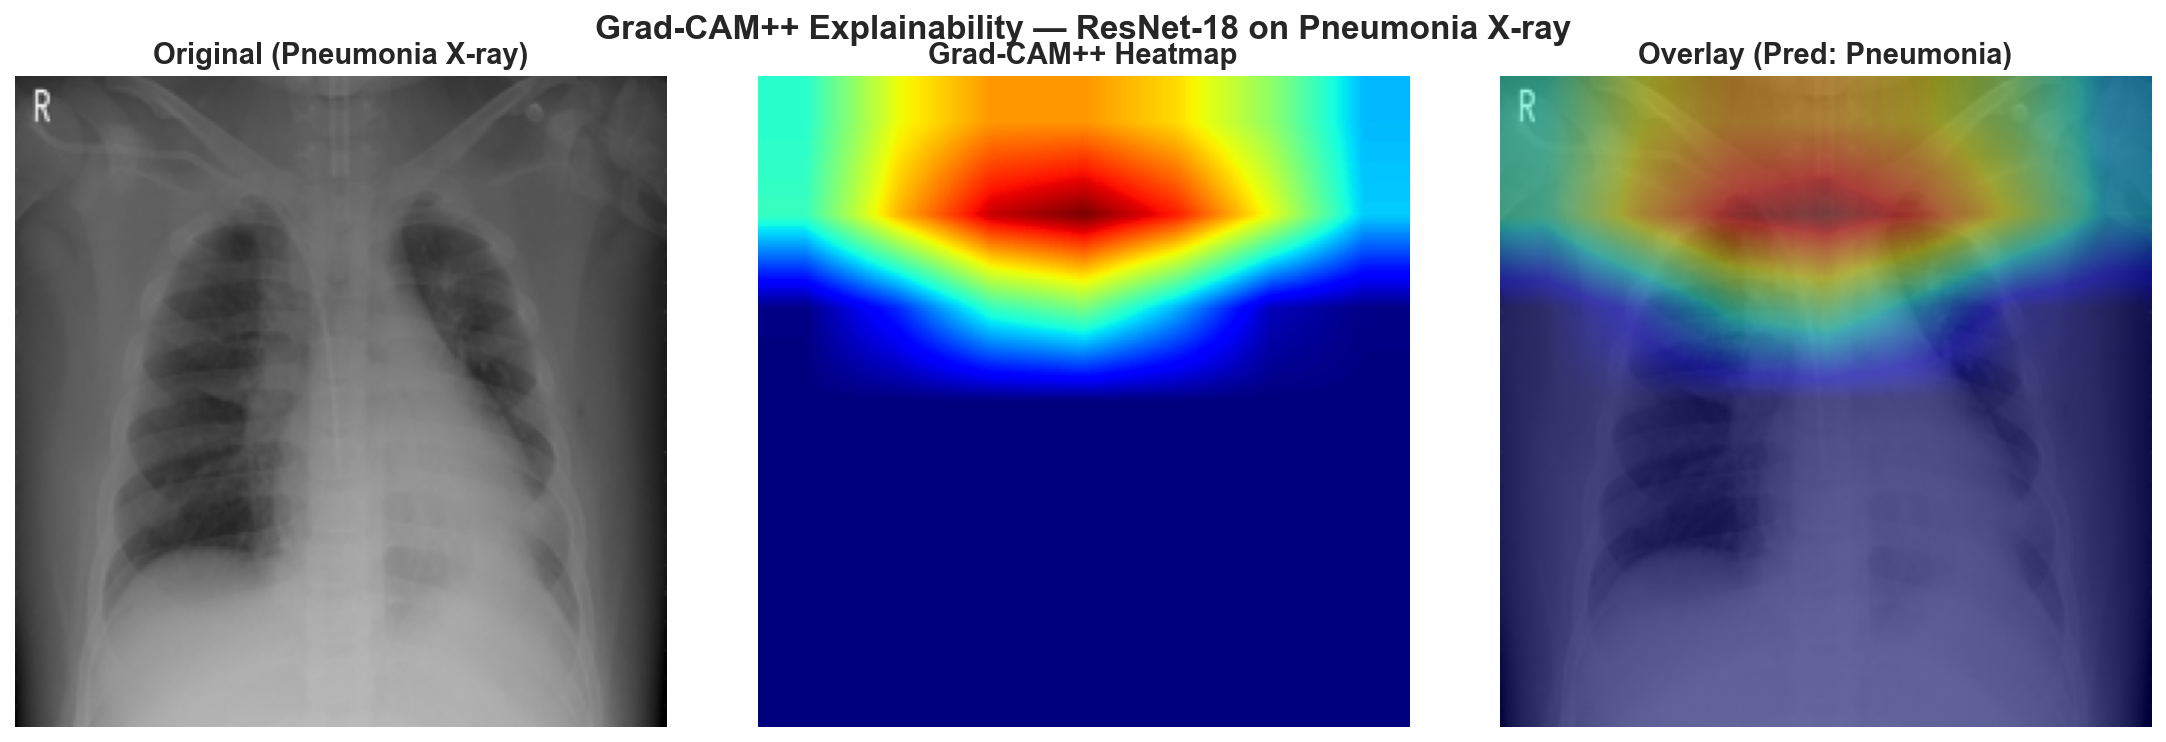 Grad-CAM++ Explainability — ResNet-18 on Pneumonia X-ray
Original (Pneumonia X-ray)
Grad-CAM++ Heatmap
Overlay (Pred: Pneumonia)
R
R